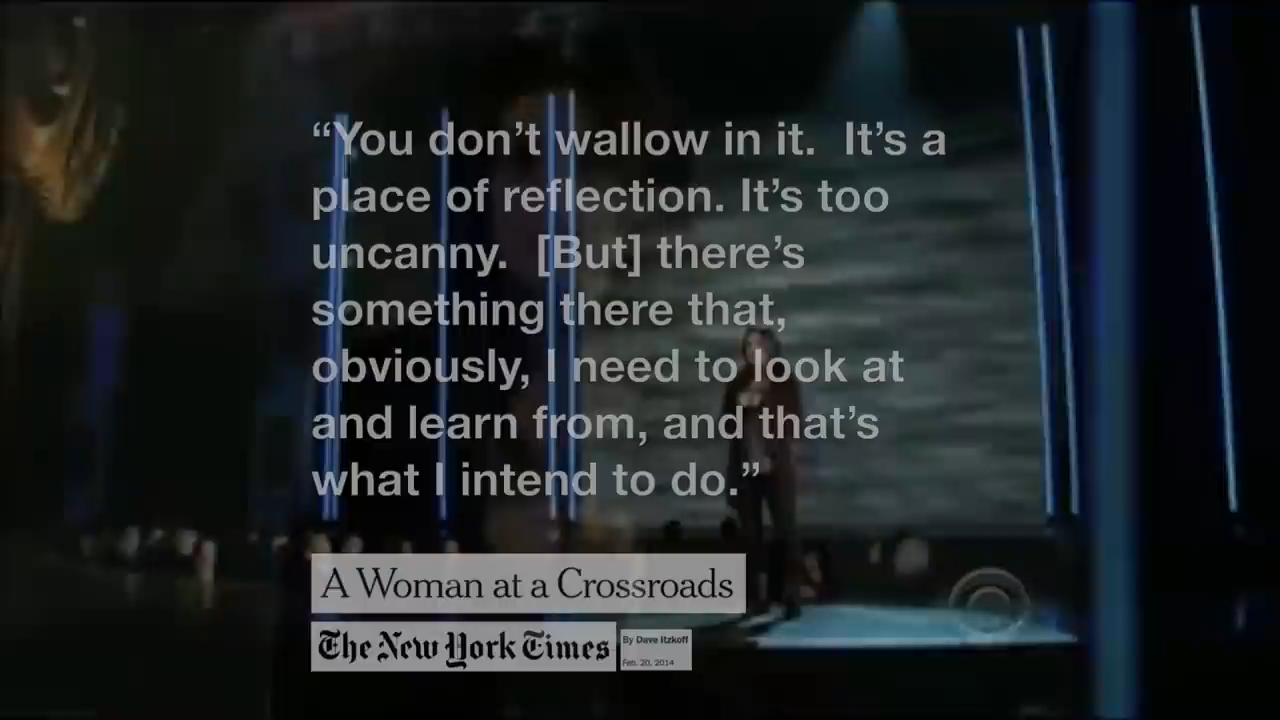 “You don’t wallow in it.  It’s a
place of reflection. It’s too
uncanny.  [But] there’s
something there that,
obviously, I need to look at
and learn from, and that’s
what I intend to do.”
A Woman at a Crossroads
The New York Times
By Dave Itzkoff
Feb. 20, 2014